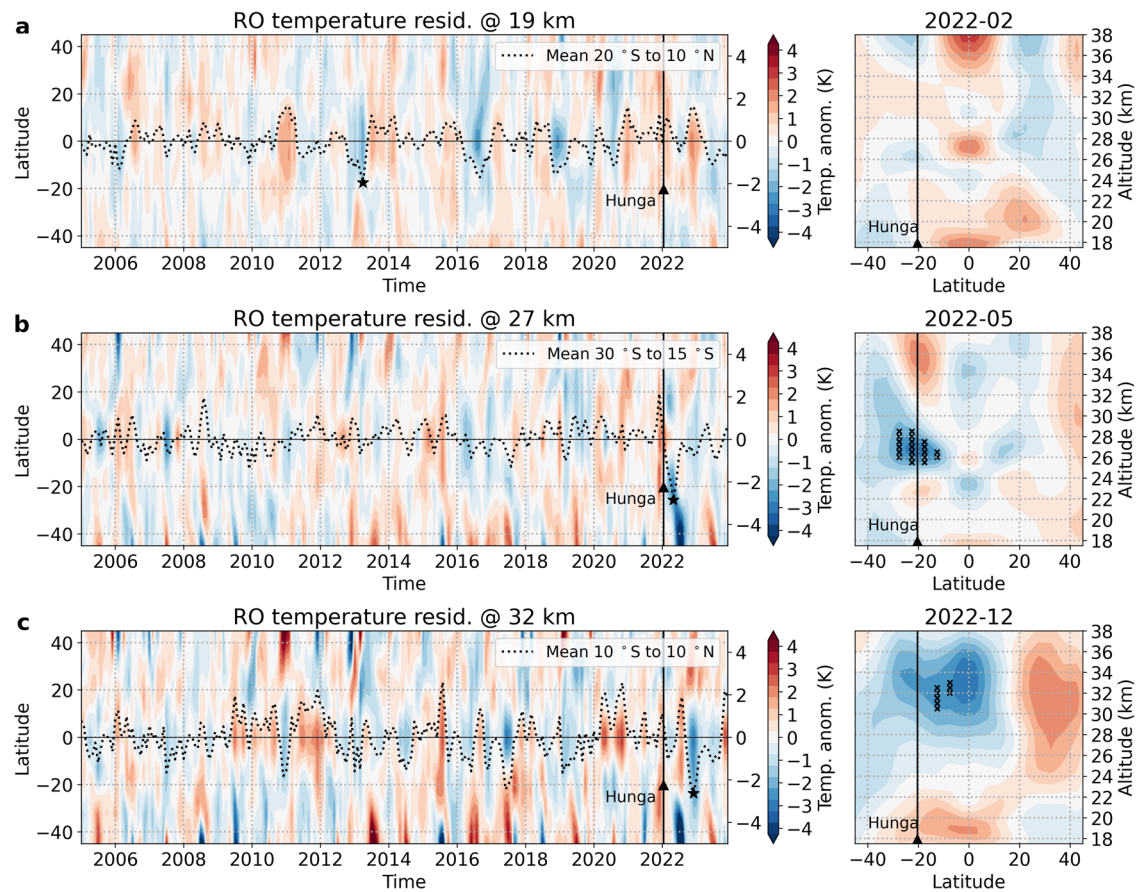 a
RO temperature resid. @ 19 km
2022-02
Mean 20 °S to 10 °N
Latitude
40
20
0
−20
−40
4
2
0
−2
−4
Hunga
2006 2008 2010 2012 2014 2016 2018 2020 2022
Time
4
3
2
1
0
−1
−2
−3
−4
Temp. anom. (K)
Hunga
−40 −20 0 20 40
Latitude
38
36
34
32
30
28
26
24
22
20
18
Altitude (km)
b
RO temperature resid. @ 27 km
2022-05
Mean 30 °S to 15 °S
Latitude
40
20
0
−20
−40
4
2
0
−2
−4
Hunga
2006 2008 2010 2012 2014 2016 2018 2020 2022
Time
4
3
2
1
0
−1
−2
−3
−4
Temp. anom. (K)
Hunga
−40 −20 0 20 40
Latitude
38
36
34
32
30
28
26
24
22
20
18
Altitude (km)
c
RO temperature resid. @ 32 km
2022-12
Mean 10 °S to 10 °N
Latitude
40
20
0
−20
−40
4
2
0
−2
−4
Hunga
2006 2008 2010 2012 2014 2016 2018 2020 2022
Time
4
3
2
1
0
−1
−2
−3
−4
Temp. anom. (K)
Hunga
−40 −20 0 20 40
Latitude
38
36
34
32
30
28
26
24
22
20
18
Altitude (km)